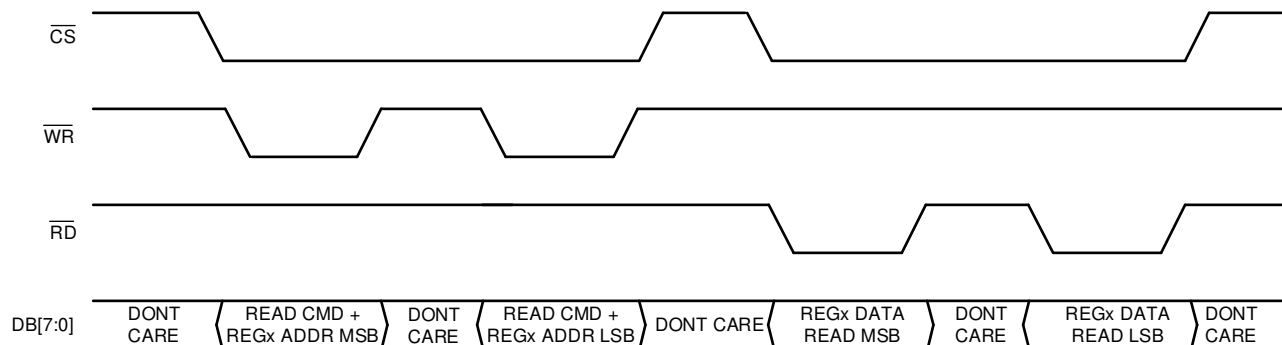 CS
WR
RD
DB[7:0]
DONT
CARE
READ CMD +
REGx ADDR MSB
DONT
CARE
READ CMD +
REGx ADDR LSB
DONT CARE
REGx DATA
READ MSB
DONT
CARE
REGx DATA
READ LSB
DONT
CARE